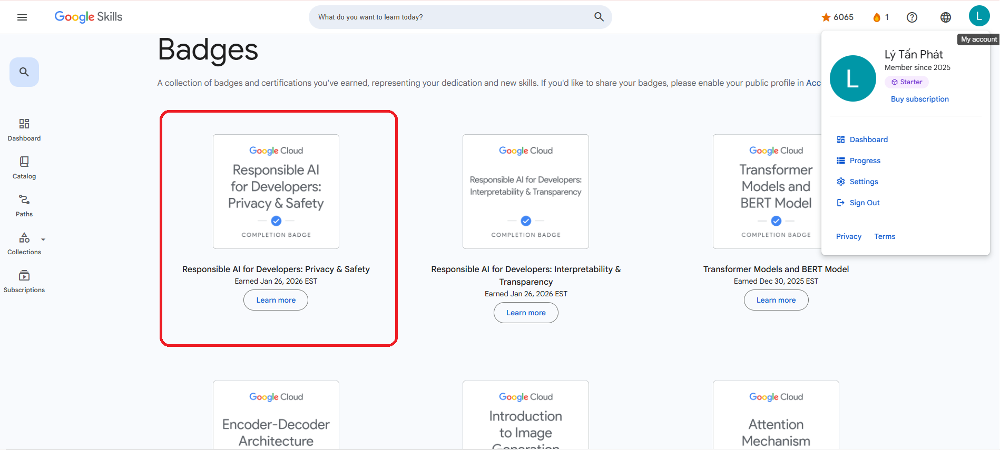 Google Skills
What do you want to learn today?
6065
1
L
My account
Badges
A collection of badges and certifications you've earned, representing your dedication and new skills. If you'd like to share your badges, please enable your public profile in Acc
L
Lý Tấn Phát
Member since 2025
Starter
Buy subscription
Dashboard
Progress
Settings
Sign Out
Privacy Terms
Dashboard
Catalog
Paths
Collections
Subscriptions
Google Cloud
Responsible AI
for Developers:
Privacy & Safety
COMPLETION BADGE
Responsible AI for Developers: Privacy & Safety
Earned Jan 26, 2026 EST
Learn more
Google Cloud
Responsible AI for Developers:
Interpretability & Transparency
COMPLETION BADGE
Responsible AI for Developers: Interpretability &
Transparency
Earned Jan 26, 2026 EST
Learn more
Google Cloud
Transformer
Models and
BERT Model
COMPLETION BADGE
Transformer Models and BERT Model
Earned Dec 30, 2025 EST
Learn more
Google Cloud
Encoder-Decoder
Architecture
Google Cloud
Introduction
to Image
Generation
Google Cloud
Attention
Mechanism